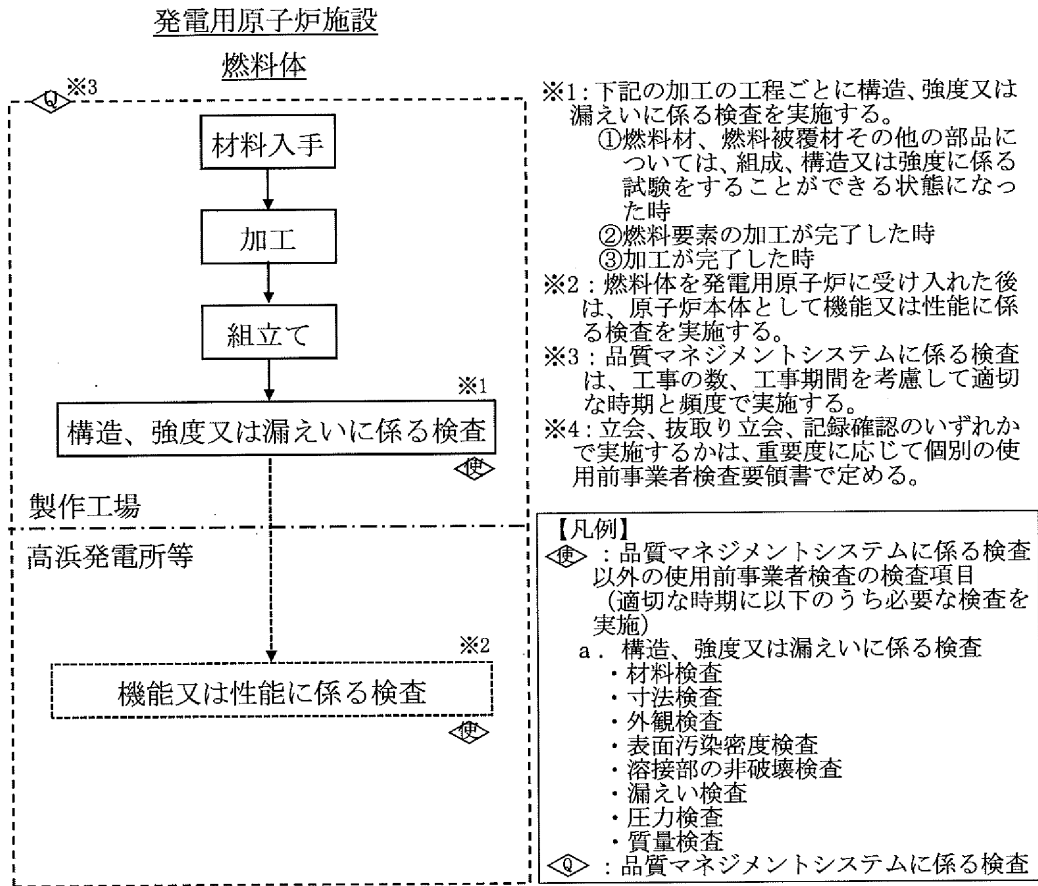 発電用原子炉施設
燃料体
Q
※3
材料入手
加工
組立て
※1
構造、強度又は漏えいに係る検査
使
製作工場
高浜発電所等
※2
機能又は性能に係る検査
使
※1：下記の加工の工程ごとに構造、強度又は
漏えいに係る検査を実施する。
①燃料材、燃料被覆材その他の部品に
ついては、組成、構造又は強度に係る
試験をすることができる状態になっ
た時
②燃料要素の加工が完了した時
③加工が完了した時
※2：燃料体を発電用原子炉に受け入れた後
は、原子炉本体として機能又は性能に係
る検査を実施する。
※3：品質マネジメントシステムに係る検査
は、工事の数、工事期間を考慮して適切
な時期と頻度で実施する。
※4：立会、抜取り立会、記録確認のいずれか
で実施するかは、重要度に応じて個別の使
用前事業者検査要領書で定める。
【凡例】
使：品質マネジメントシステムに係る検査
以外の使用前事業者検査の検査項目
（適切な時期に以下のうち必要な検査を
実施）
a．構造、強度又は漏えいに係る検査
・材料検査
・寸法検査
・外観検査
・表面汚染密度検査
・溶接部の非破壊検査
・漏えい検査
・圧力検査
・質量検査
Q：品質マネジメントシステムに係る検査